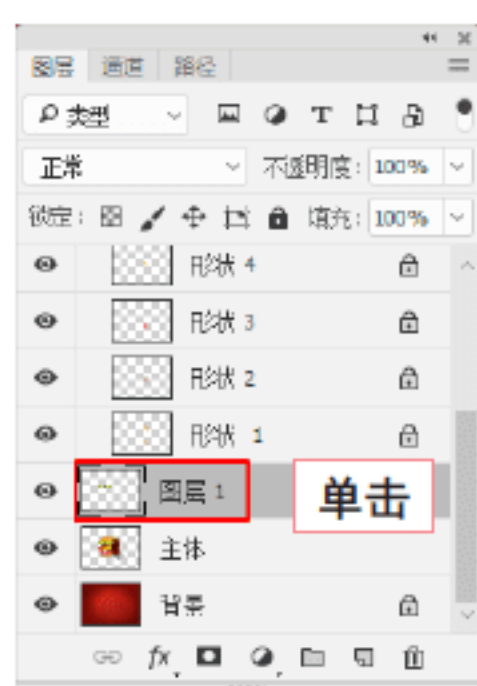 图层 通道 路径
类型 T
正常 不透明度: 100%
锁定: 填充: 100%
形状 4
形状 3
形状 2
形状 1
图层 1 单击
主体
背景
fx